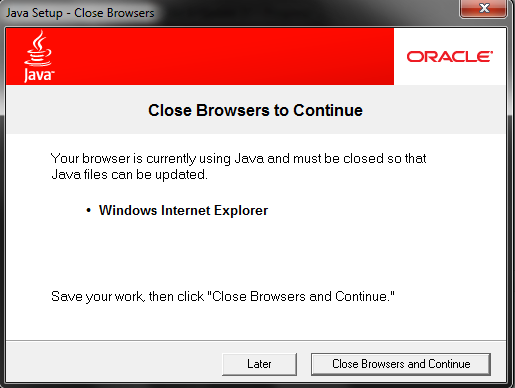 Java Setup - Close Browsers
Java
ORACLE
Close Browsers to Continue
Your browser is currently using Java and must be closed so that
Java files can be updated.
• Windows Internet Explorer
Save your work, then click "Close Browsers and Continue."
Later
Close Browsers and Continue